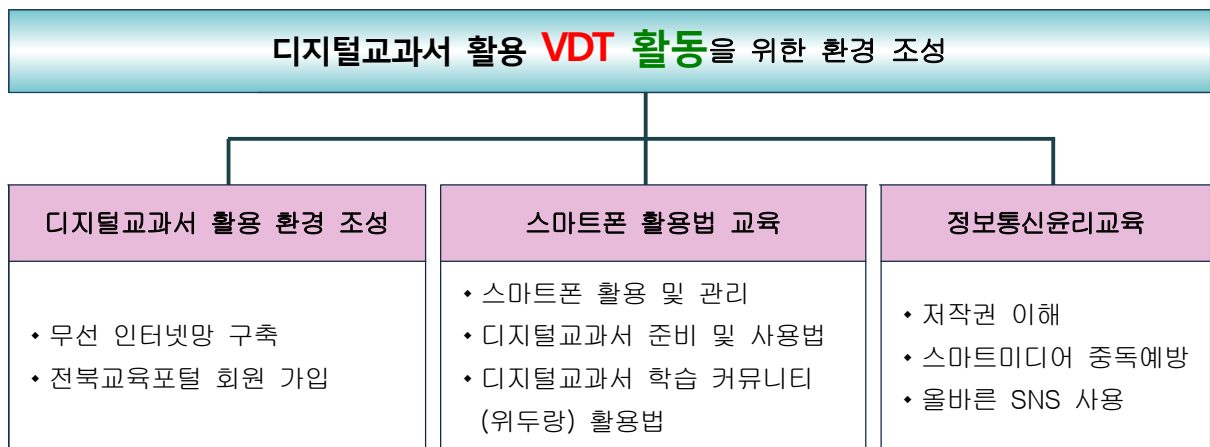 디지털교과서 활용 VDT 활동을 위한 환경 조성
디지털교과서 활용 환경 조성
◆ 무선 인터넷망 구축
◆ 전북교육포털 회원 가입
스마트폰 활용법 교육
◆ 스마트폰 활용 및 관리
◆ 디지털교과서 준비 및 사용법
◆ 디지털교과서 학습 커뮤니티
(위두랑) 활용법
정보통신윤리교육
◆ 저작권 이해
◆ 스마트미디어 중독예방
◆ 올바른 SNS 사용